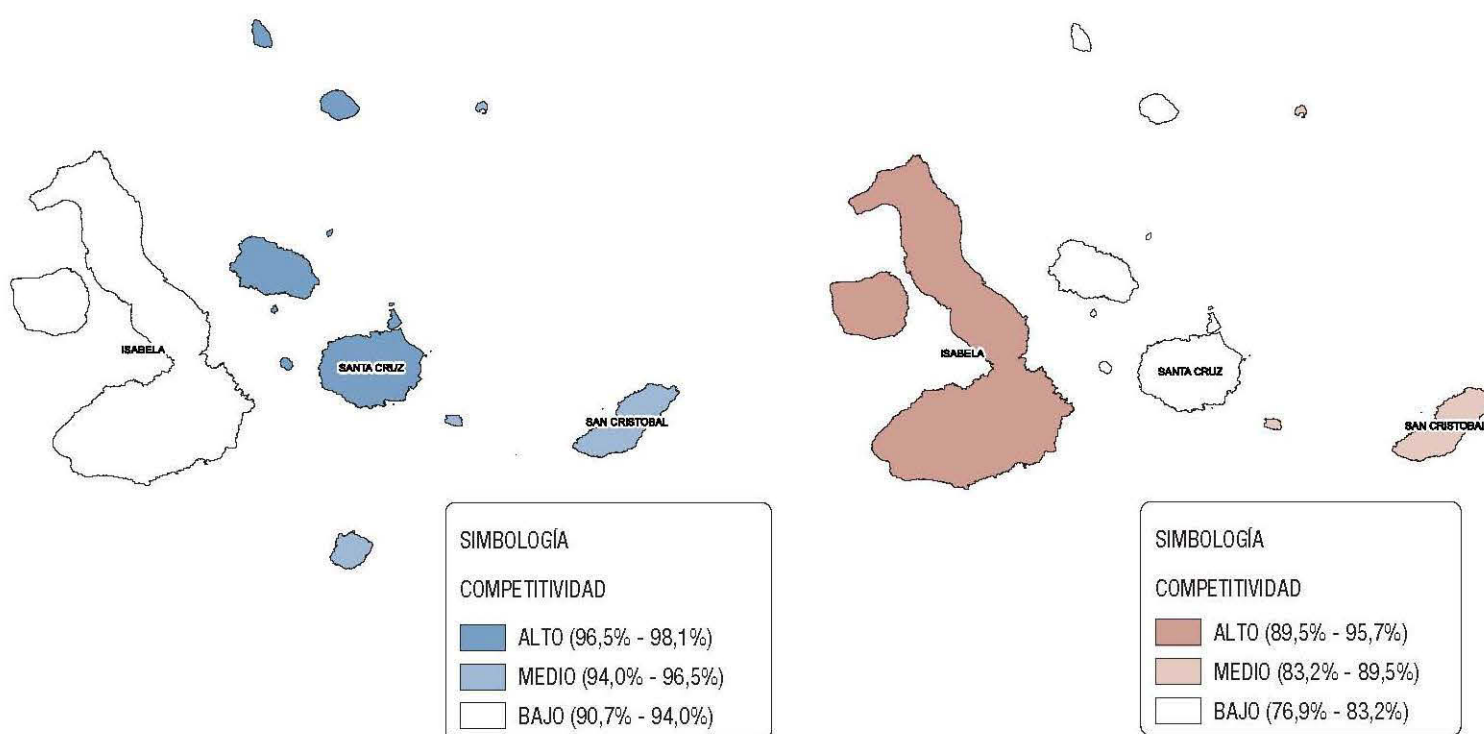 ISABELA
SANTA CRUZ
SAN CRISTOBAL
SIMBOLOGÍA
COMPETITIVIDAD
ALTO (96,5% - 98,1%)
MEDIO (94,0% - 96,5%)
BAJO (90,7% - 94,0%)
ISABELA
SANTA CRUZ
SAN CRISTOBAL
SIMBOLOGÍA
COMPETITIVIDAD
ALTO (89,5% - 95,7%)
MEDIO (83,2% - 89,5%)
BAJO (76,9% - 83,2%)